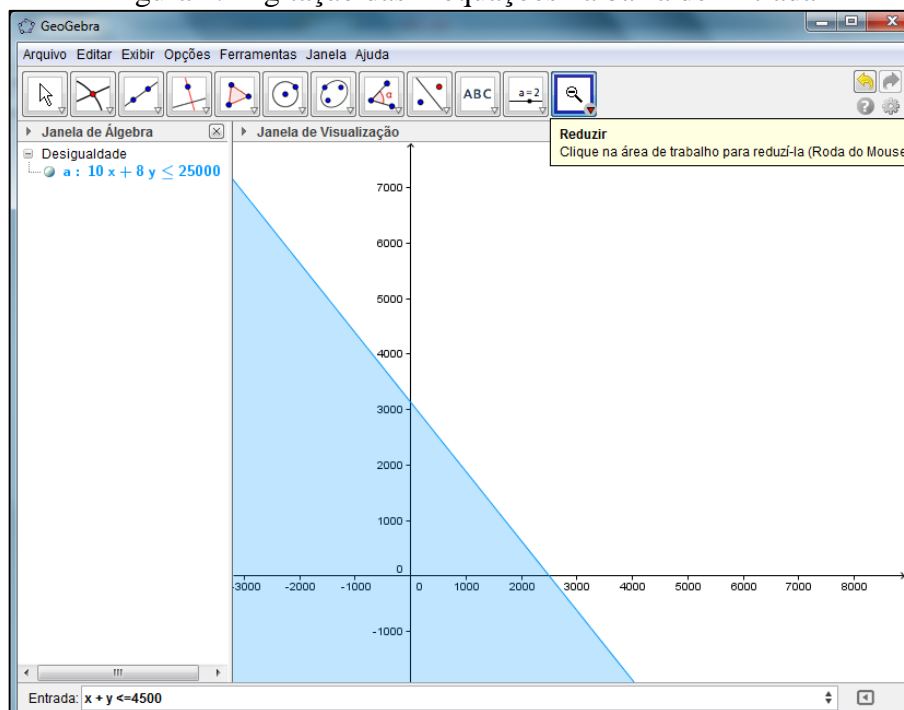 GeoGebra
Arquivo Editar Exibir Opções Ferramentas Janela Ajuda
ABC
a=2
α
Janela de Álgebra
Janela de Visualização
Reduzir
Clique na área de trabalho para reduzí-la (Roda do Mouse
Desigualdade
a : 10 x + 8 y ≤ 25000
7000
6000
5000
4000
3000
2000
1000
0
-3000 -2000 -1000 0 1000 2000 3000 4000 5000 6000 7000 8000
-1000
Entrada: x + y <=4500